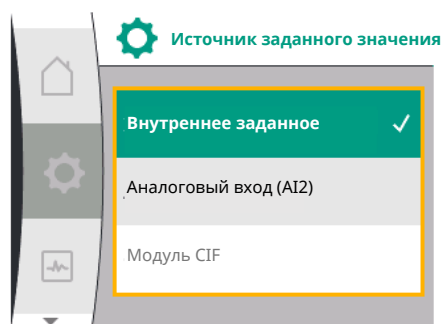 Источник заданного значения
Внутреннее заданное
Аналоговый вход (AI2)
Модуль CIF